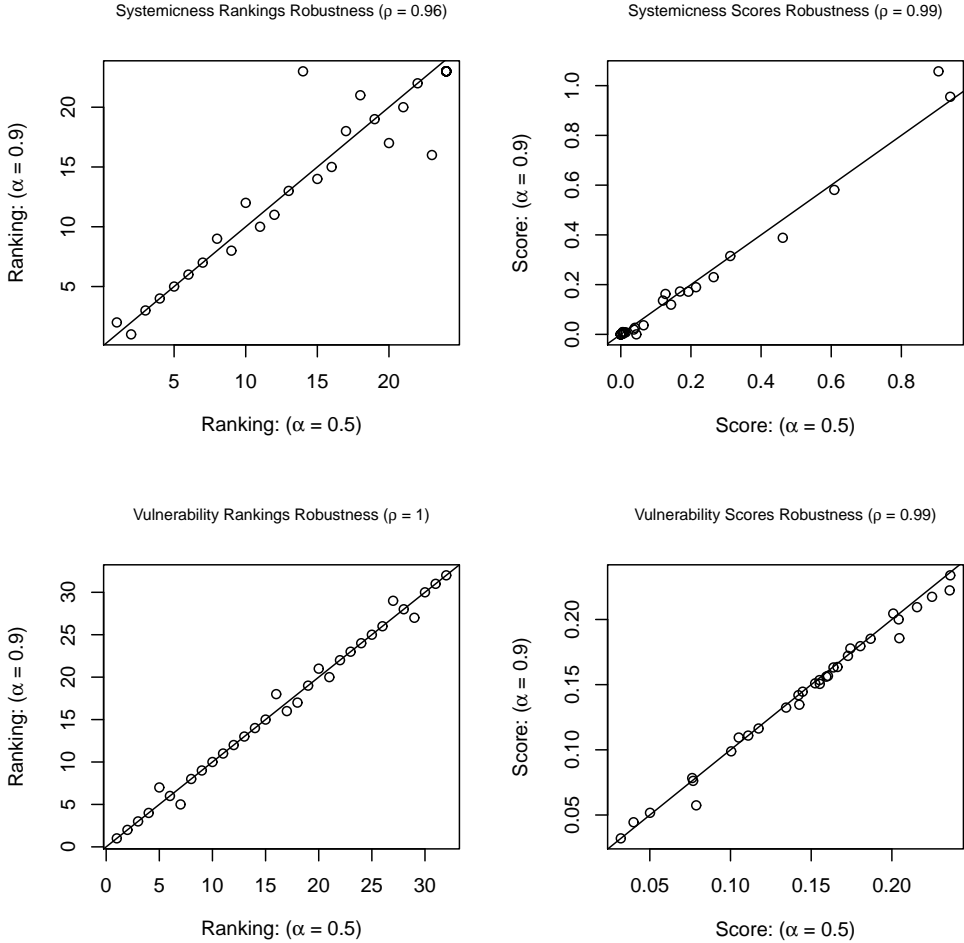 Systemicness Rankings Robustness (ρ = 0.96)
Ranking: (α = 0.9)
5 10 15 20
5 10 15 20
Ranking: (α = 0.5)
Systemicness Scores Robustness (ρ = 0.99)
Score: (α = 0.9)
0.0 0.2 0.4 0.6 0.8 1.0
0.0 0.2 0.4 0.6 0.8
Score: (α = 0.5)
Vulnerability Rankings Robustness (ρ = 1)
Ranking: (α = 0.9)
0 5 10 15 20 25 30
0 5 10 15 20 25 30
Ranking: (α = 0.5)
Vulnerability Scores Robustness (ρ = 0.99)
Score: (α = 0.9)
0.05 0.10 0.15 0.20
0.05 0.10 0.15 0.20
Score: (α = 0.5)